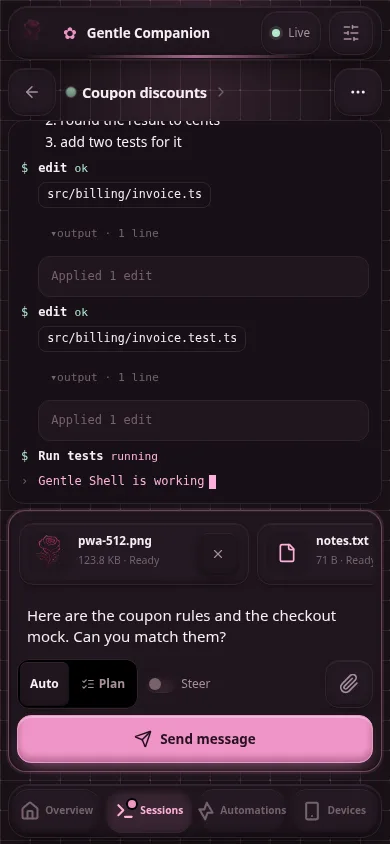 Gentle Companion
Live
Coupon discounts
2. round the result to cents
3. add two tests for it
$ edit ok
src/billing/invoice.ts
▾output · 1 line
Applied 1 edit
$ edit ok
src/billing/invoice.test.ts
▾output · 1 line
Applied 1 edit
$ Run tests running
› Gentle Shell is working
pwa-512.png
123.8 KB · Ready
notes.txt
71 B · Ready
Here are the coupon rules and the checkout
mock. Can you match them?
Auto
Plan
Steer
Send message
Overview
Sessions
Automations
Devices